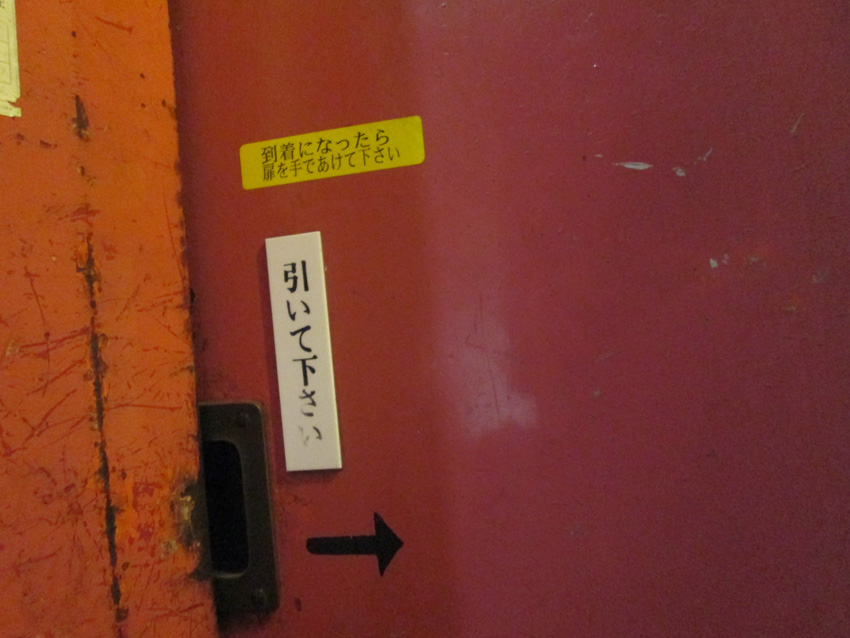 到着になったら
扉を手であけて下さい
引いて下さい